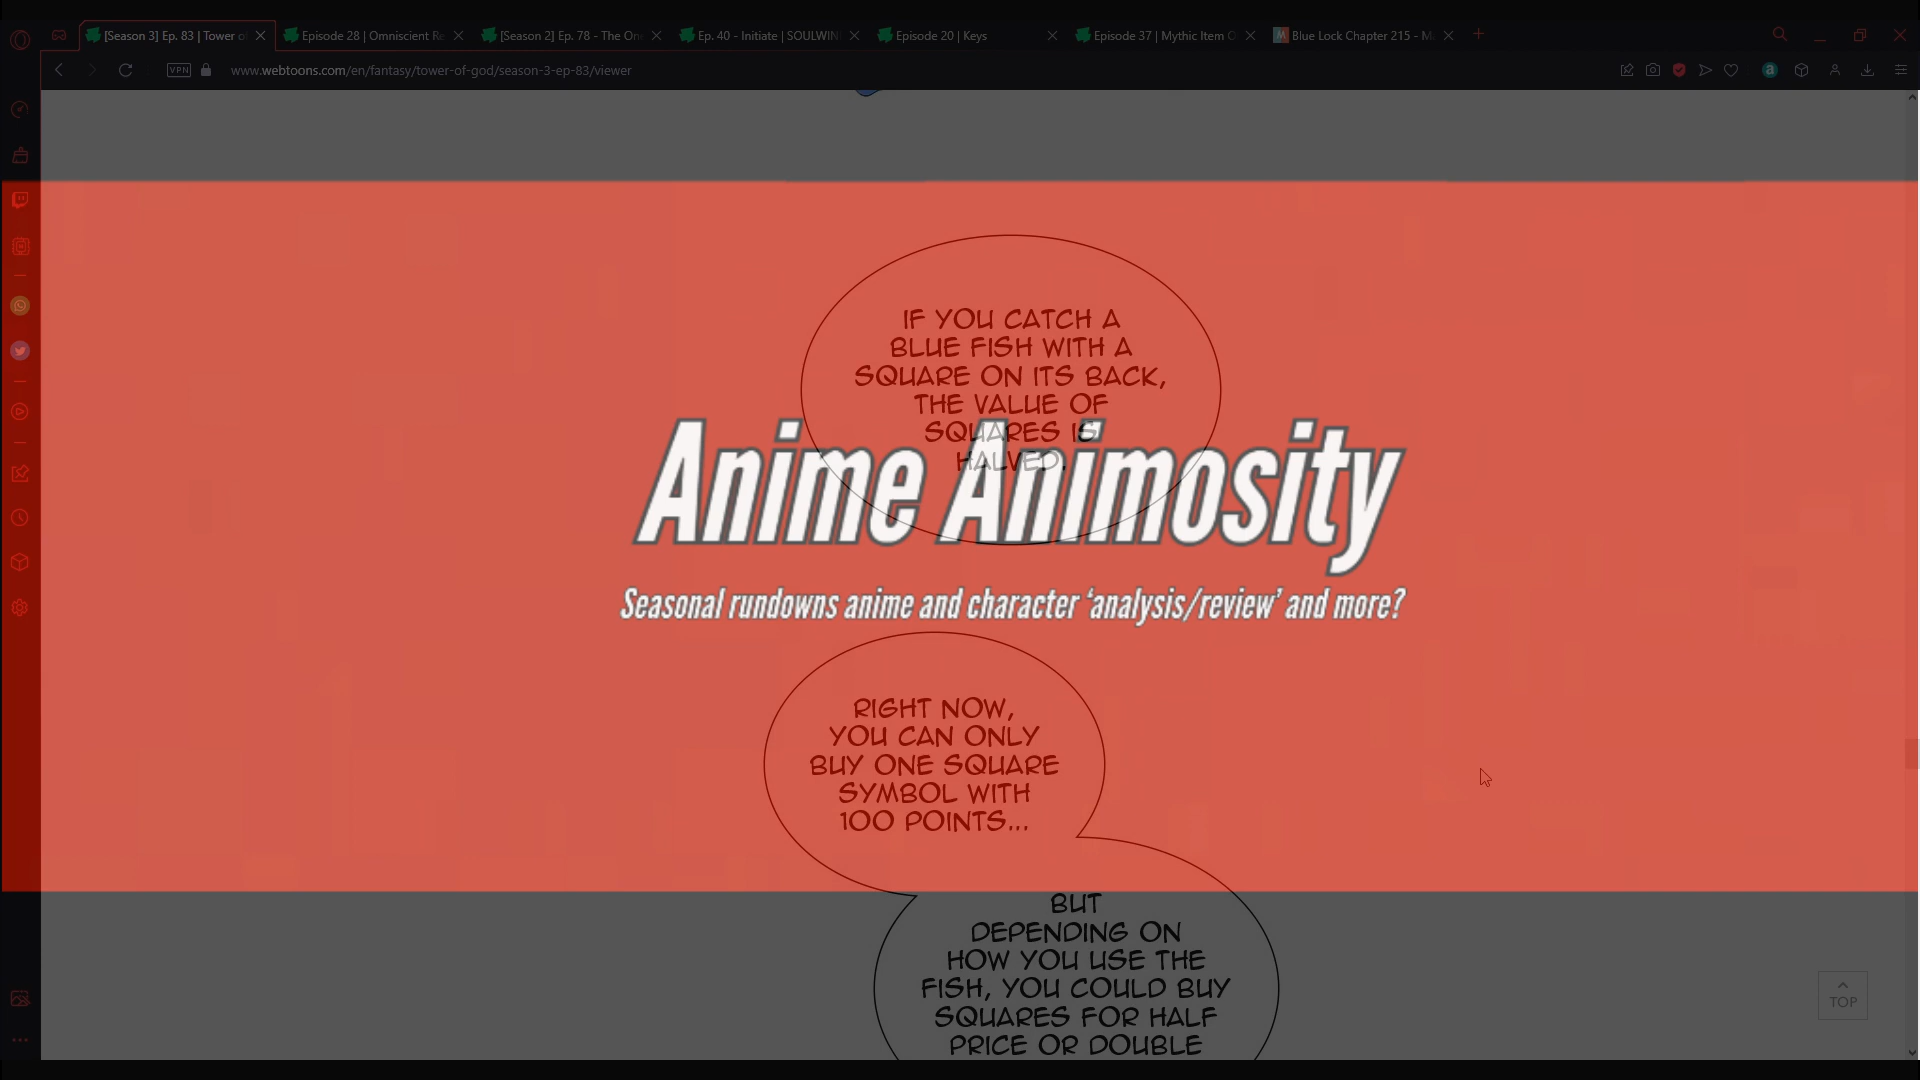 [Season 3] Ep. 83 | Tower o
Episode 28 | Omniscient Re
[Season 2] Ep. 78 - The On
Ep. 40 - Initiate | SOULWIN
Episode 20 | Keys
Episode 37 | Mythic Item O
Blue Lock Chapter 215 - M
VPN
www.webtoons.com/en/fantasy/tower-of-god/season-3-ep-83/viewer
IF YOU CATCH A
BLUE FISH WITH A
SQUARE ON ITS BACK,
THE VALUE OF
SQUARES IS
HALVED.
Anime Animosity
Seasonal rundowns anime and character 'analysis/review' and more?
RIGHT NOW,
YOU CAN ONLY
BUY ONE SQUARE
SYMBOL WITH
100 POINTS...
BUT
DEPENDING ON
HOW YOU USE THE
FISH, YOU COULD BUY
SQUARES FOR HALF
PRICE OR DOUBLE
TOP